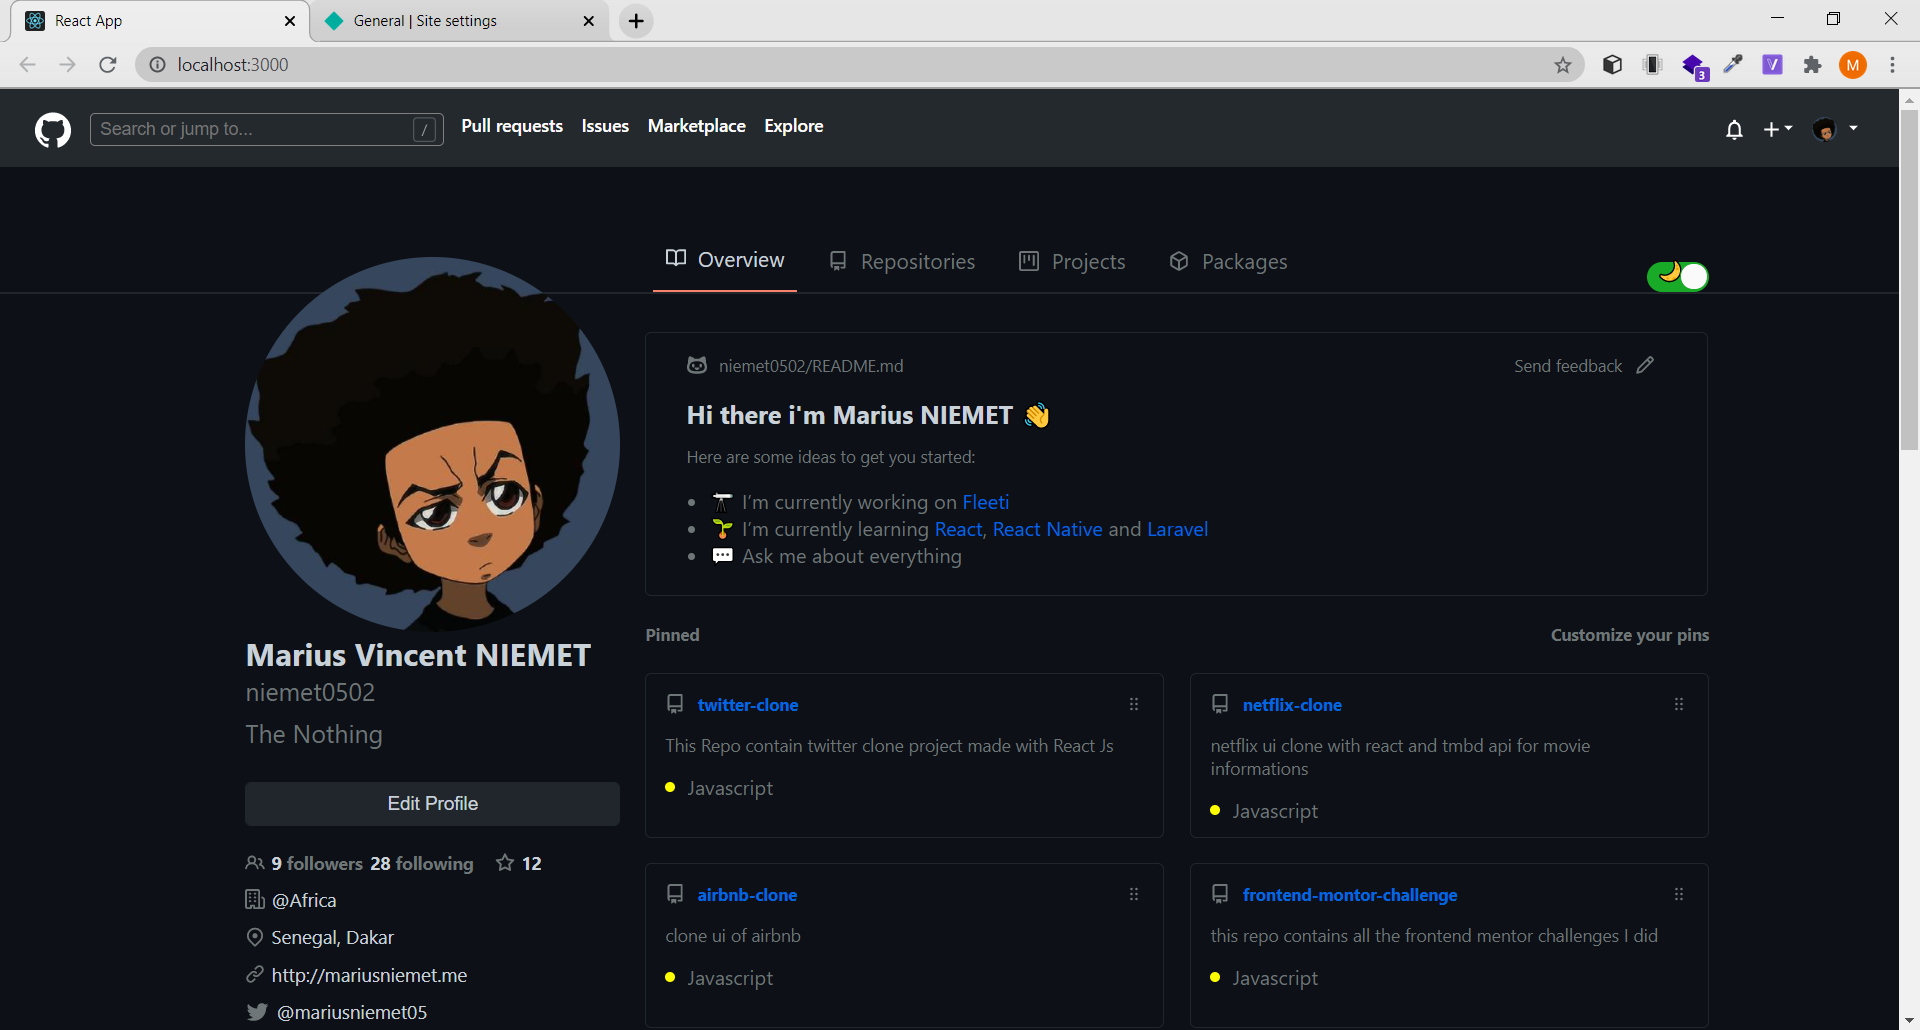 React App
General | Site settings
localhost:3000
3
V
M
Search or jump to...
/
Pull requests Issues Marketplace Explore
Overview Repositories Projects Packages
niemet0502/README.md
Send feedback
Hi there i'm Marius NIEMET 👋
Here are some ideas to get you started:
I'm currently working on Fleeti
I'm currently learning React, React Native and Laravel
Ask me about everything
Marius Vincent NIEMET
niemet0502
The Nothing
Edit Profile
9 followers 28 following 12
@Africa
Senegal, Dakar
http://mariusniemet.me
@mariusniemet05
Pinned
Customize your pins
twitter-clone
This Repo contain twitter clone project made with React Js
Javascript
netflix-clone
netflix ui clone with react and tmbd api for movie
informations
Javascript
airbnb-clone
clone ui of airbnb
Javascript
frontend-montor-challenge
this repo contains all the frontend mentor challenges I did
Javascript